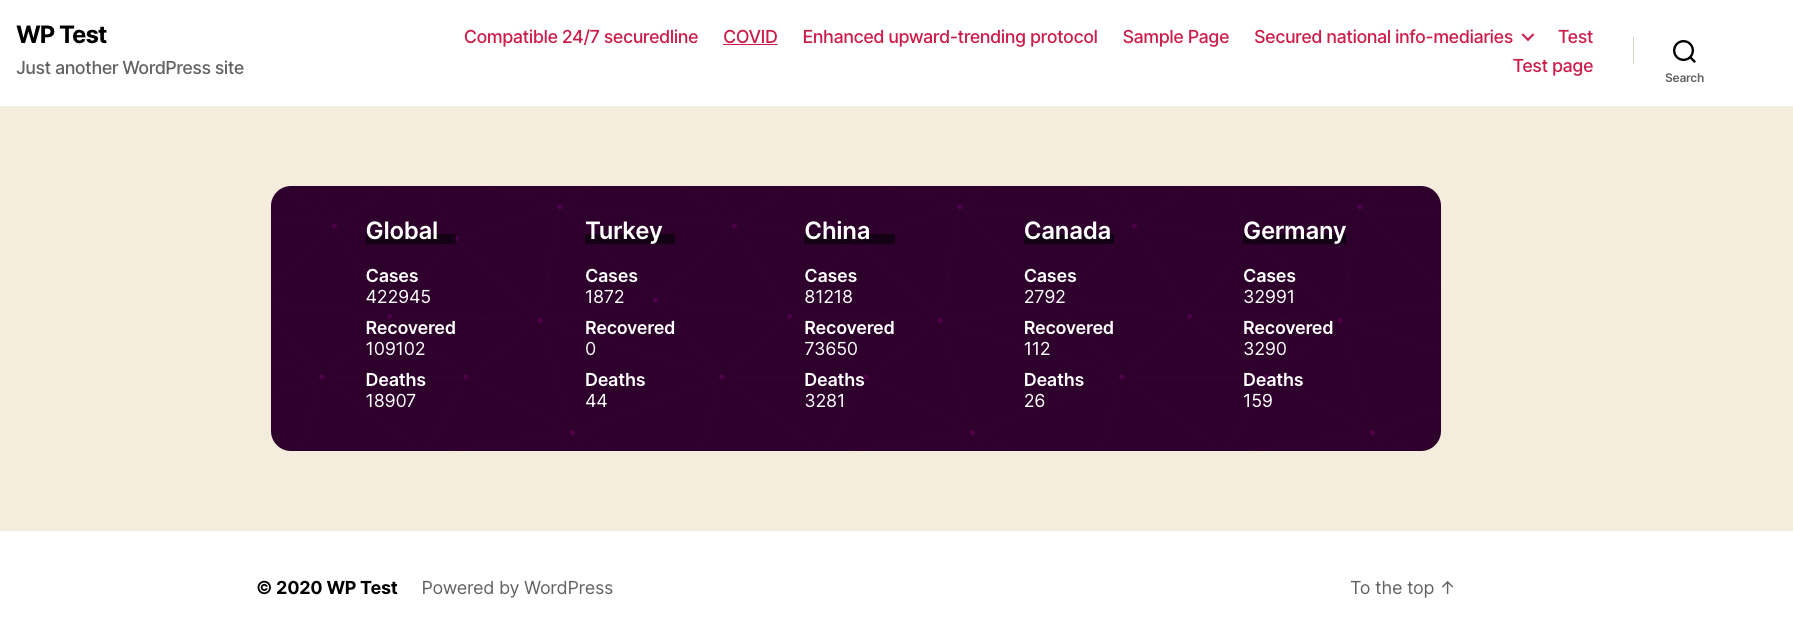 WP Test
Just another WordPress site
Compatible 24/7 securedline COVID Enhanced upward-trending protocol Sample Page Secured national info-mediaries Test
Test page
Search
Global
Cases
422945
Recovered
109102
Deaths
18907
Turkey
Cases
1872
Recovered
0
Deaths
44
China
Cases
81218
Recovered
73650
Deaths
3281
Canada
Cases
2792
Recovered
112
Deaths
26
Germany
Cases
32991
Recovered
3290
Deaths
159
© 2020 WP Test Powered by WordPress To the top ↑